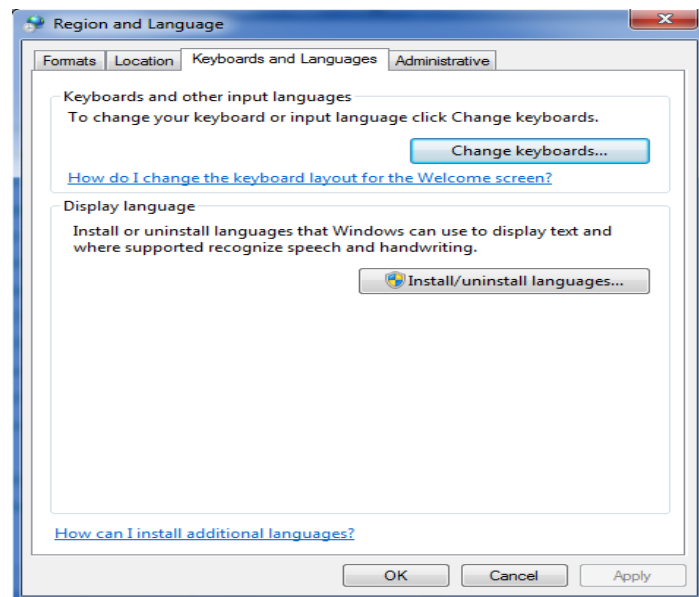 Region and Language
Formats Location Keyboards and Languages Administrative
Keyboards and other input languages
To change your keyboard or input language click Change keyboards.
Change keyboards...
How do I change the keyboard layout for the Welcome screen?
Display language
Install or uninstall languages that Windows can use to display text and
where supported recognize speech and handwriting.
Install/uninstall languages...
How can I install additional languages?
OK Cancel Apply